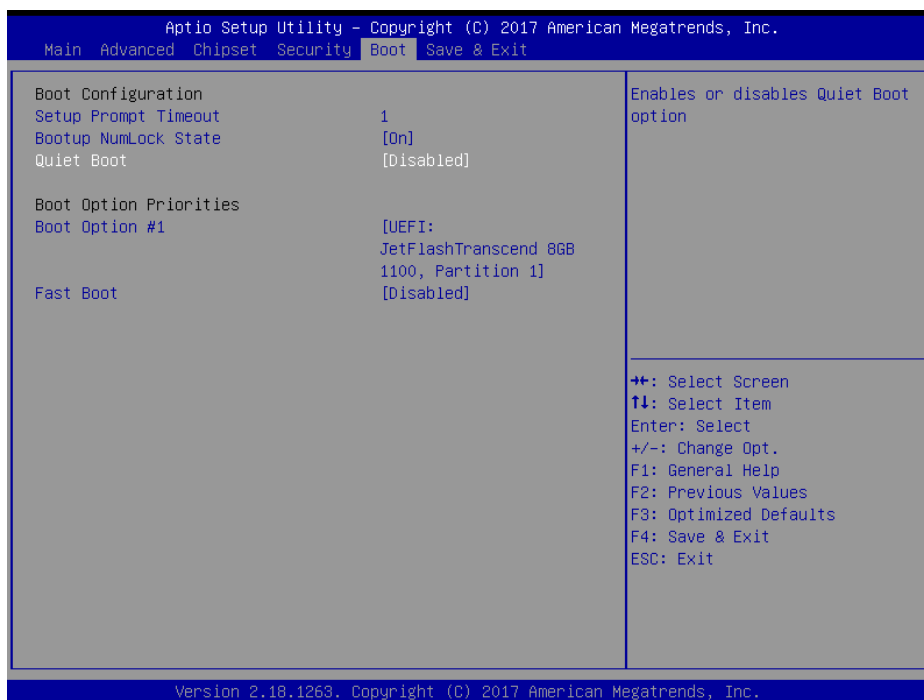 Aptio Setup Utility – Copyright (C) 2017 American Megatrends, Inc.
Main Advanced Chipset Security Boot Save & Exit
Boot Configuration
Setup Prompt Timeout 1
Bootup NumLock State [On]
Quiet Boot [Disabled]
Boot Option Priorities
Boot Option #1 [UEFI:
JetFlashTranscend 8GB
1100, Partition 1]
Fast Boot [Disabled]
Enables or disables Quiet Boot
option
→←: Select Screen
↑↓: Select Item
Enter: Select
+/-: Change Opt.
F1: General Help
F2: Previous Values
F3: Optimized Defaults
F4: Save & Exit
ESC: Exit
Version 2.18.1263. Copyright (C) 2017 American Megatrends, Inc.